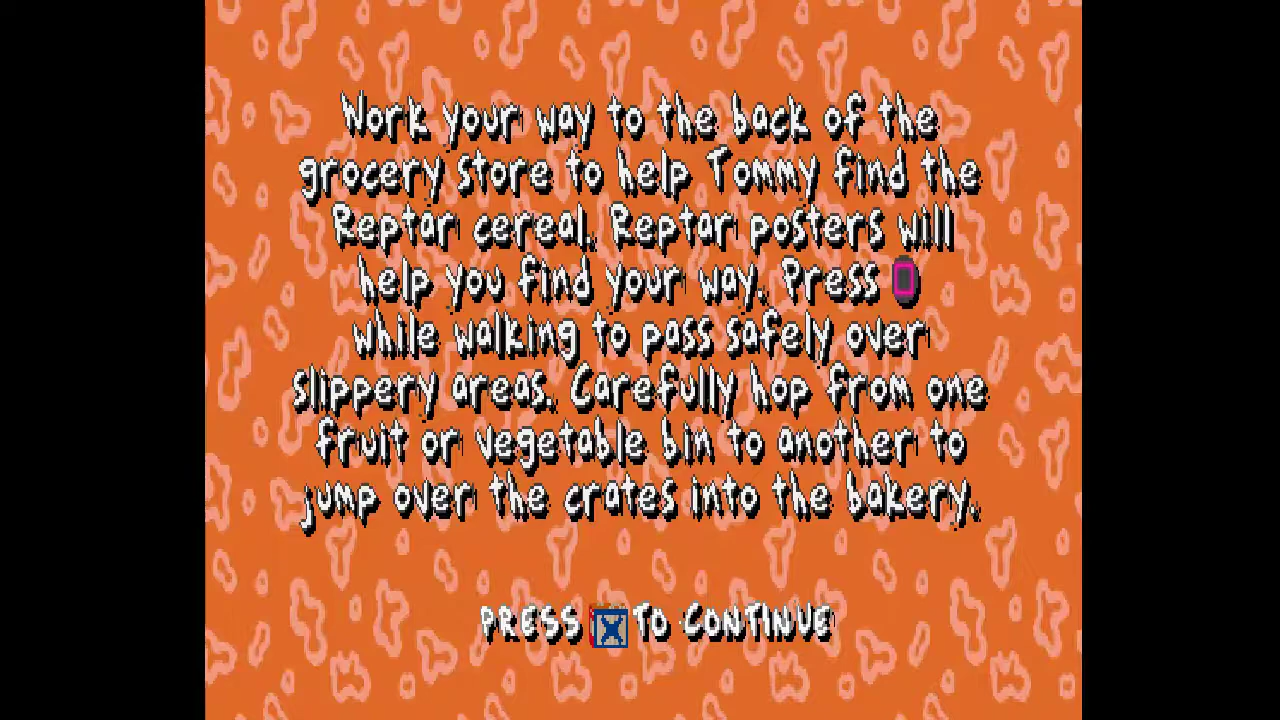 Work your way to the back of the
grocery store to help Tommy find the
Reptar cereal. Reptar posters will
help you find your way. Press
while walking to pass safely over
slippery areas. Carefully hop from one
fruit or vegetable bin to another to
jump over the crates into the bakery.
PRESS X TO CONTINUE